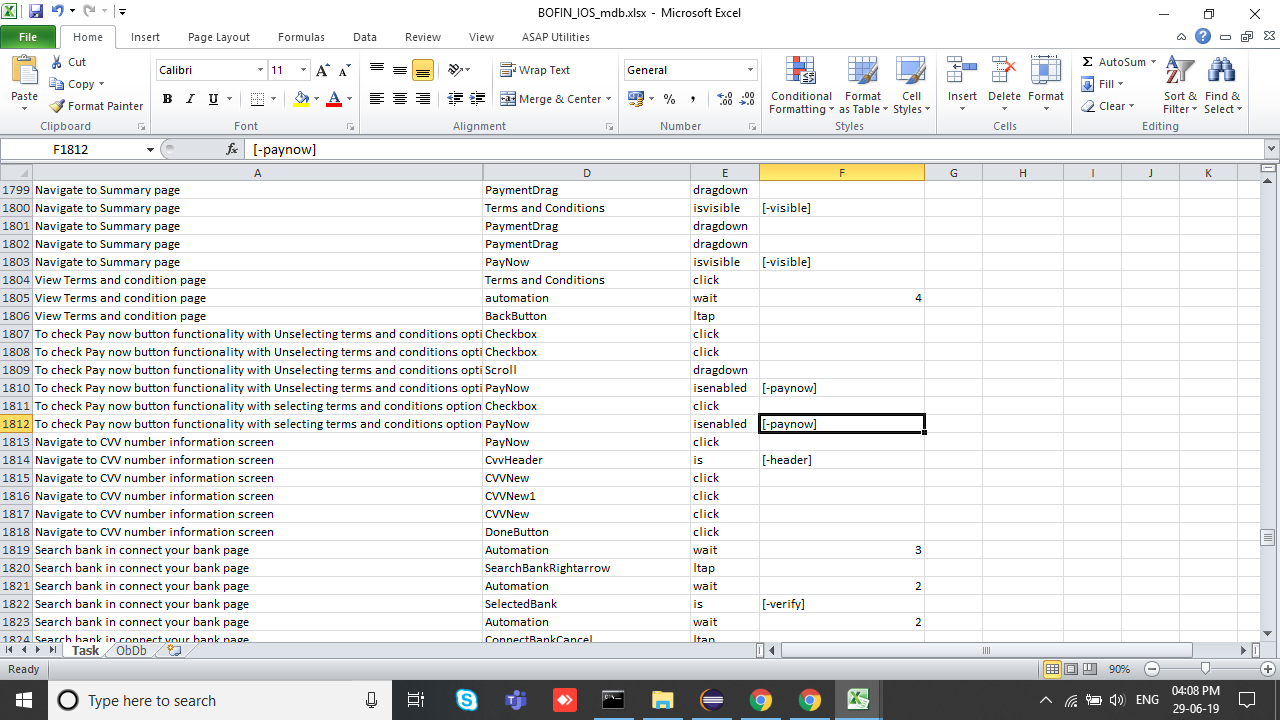 BOFIN_IOS_mdb.xlsx - Microsoft Excel
File Home Insert Page Layout Formulas Data Review View ASAP Utilities
Paste Cut Copy Format Painter Clipboard
Calibri 11 B I U A A A Font
Wrap Text Merge & Center Alignment
General % , .00 .0 Number
Conditional Formatting Format as Table Cell Styles Styles
Insert Delete Format Cells
Σ AutoSum Fill Clear Sort & Filter Find & Select Editing
F1812 fx [-paynow]
A D E F G H I J K
1799 Navigate to Summary page PaymentDrag dragdown
1800 Navigate to Summary page Terms and Conditions isvisible [-visible]
1801 Navigate to Summary page PaymentDrag dragdown
1802 Navigate to Summary page PaymentDrag dragdown
1803 Navigate to Summary page PayNow isvisible [-visible]
1804 View Terms and condition page Terms and Conditions click
1805 View Terms and condition page automation wait 4
1806 View Terms and condition page BackButton ltap
1807 To check Pay now button functionality with Unselecting terms and conditions opti Checkbox click
1808 To check Pay now button functionality with Unselecting terms and conditions opti Checkbox click
1809 To check Pay now button functionality with Unselecting terms and conditions opti Scroll dragdown
1810 To check Pay now button functionality with Unselecting terms and conditions opti PayNow isenabled [-paynow]
1811 To check Pay now button functionality with selecting terms and conditions option Checkbox click
1812 To check Pay now button functionality with selecting terms and conditions option PayNow isenabled [-paynow]
1813 Navigate to CVV number information screen PayNow click
1814 Navigate to CVV number information screen CvvHeader is [-header]
1815 Navigate to CVV number information screen CVVNew click
1816 Navigate to CVV number information screen CVVNew1 click
1817 Navigate to CVV number information screen CVVNew click
1818 Navigate to CVV number information screen DoneButton click
1819 Search bank in connect your bank page Automation wait 3
1820 Search bank in connect your bank page SearchBankRightarrow ltap
1821 Search bank in connect your bank page Automation wait 2
1822 Search bank in connect your bank page SelectedBank is [-verify]
1823 Search bank in connect your bank page Automation wait 2
1824 Search bank in connect your bank page ConnectBankCancel ltap
Task ObDb
Ready 90%
Type here to search ENG 04:08 PM
29-06-19